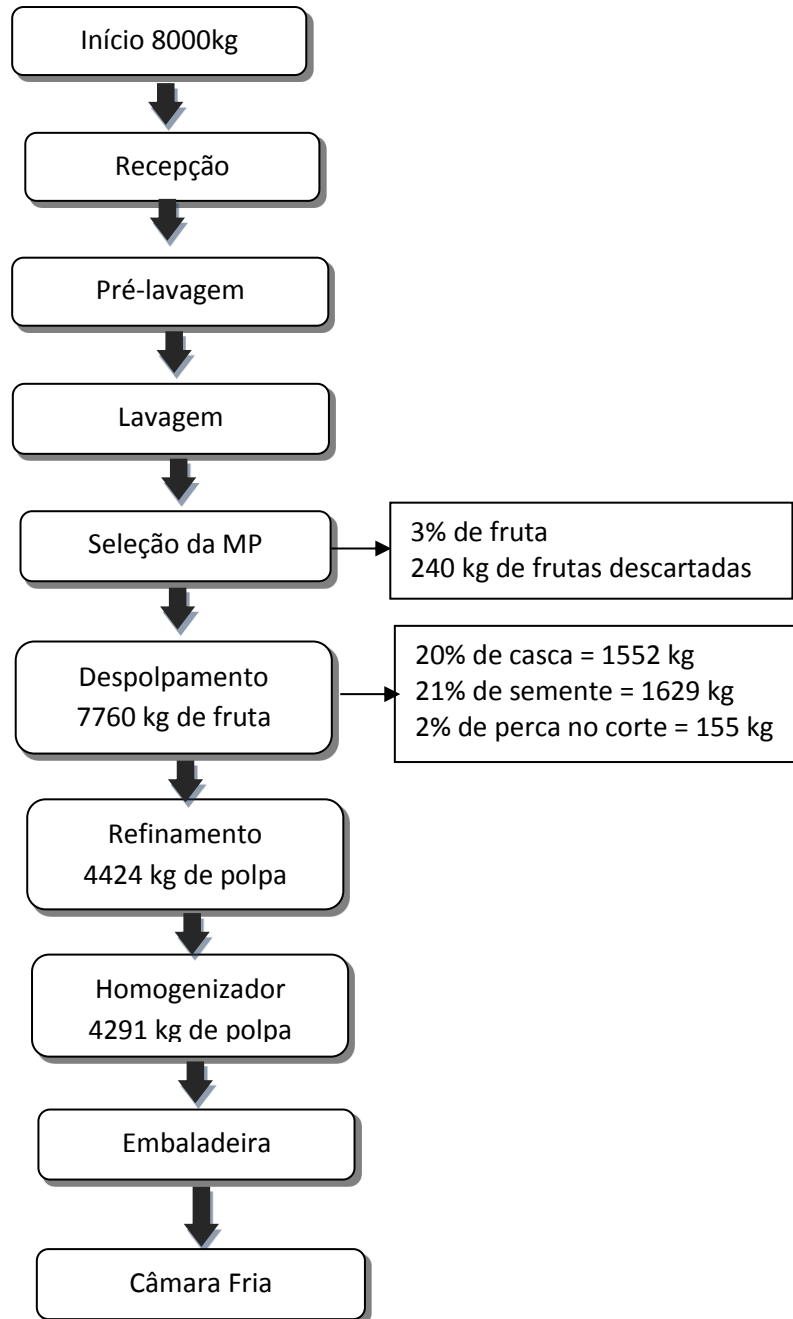 Início 8000kg
Recepção
Pré-lavagem
Lavagem
Seleção da MP
3% de fruta
240 kg de frutas descartadas
Despolpamento
7760 kg de fruta
20% de casca = 1552 kg
21% de semente = 1629 kg
2% de perca no corte = 155 kg
Refinamento
4424 kg de polpa
Homogenizador
4291 kg de polpa
Embaladeira
Câmara Fria